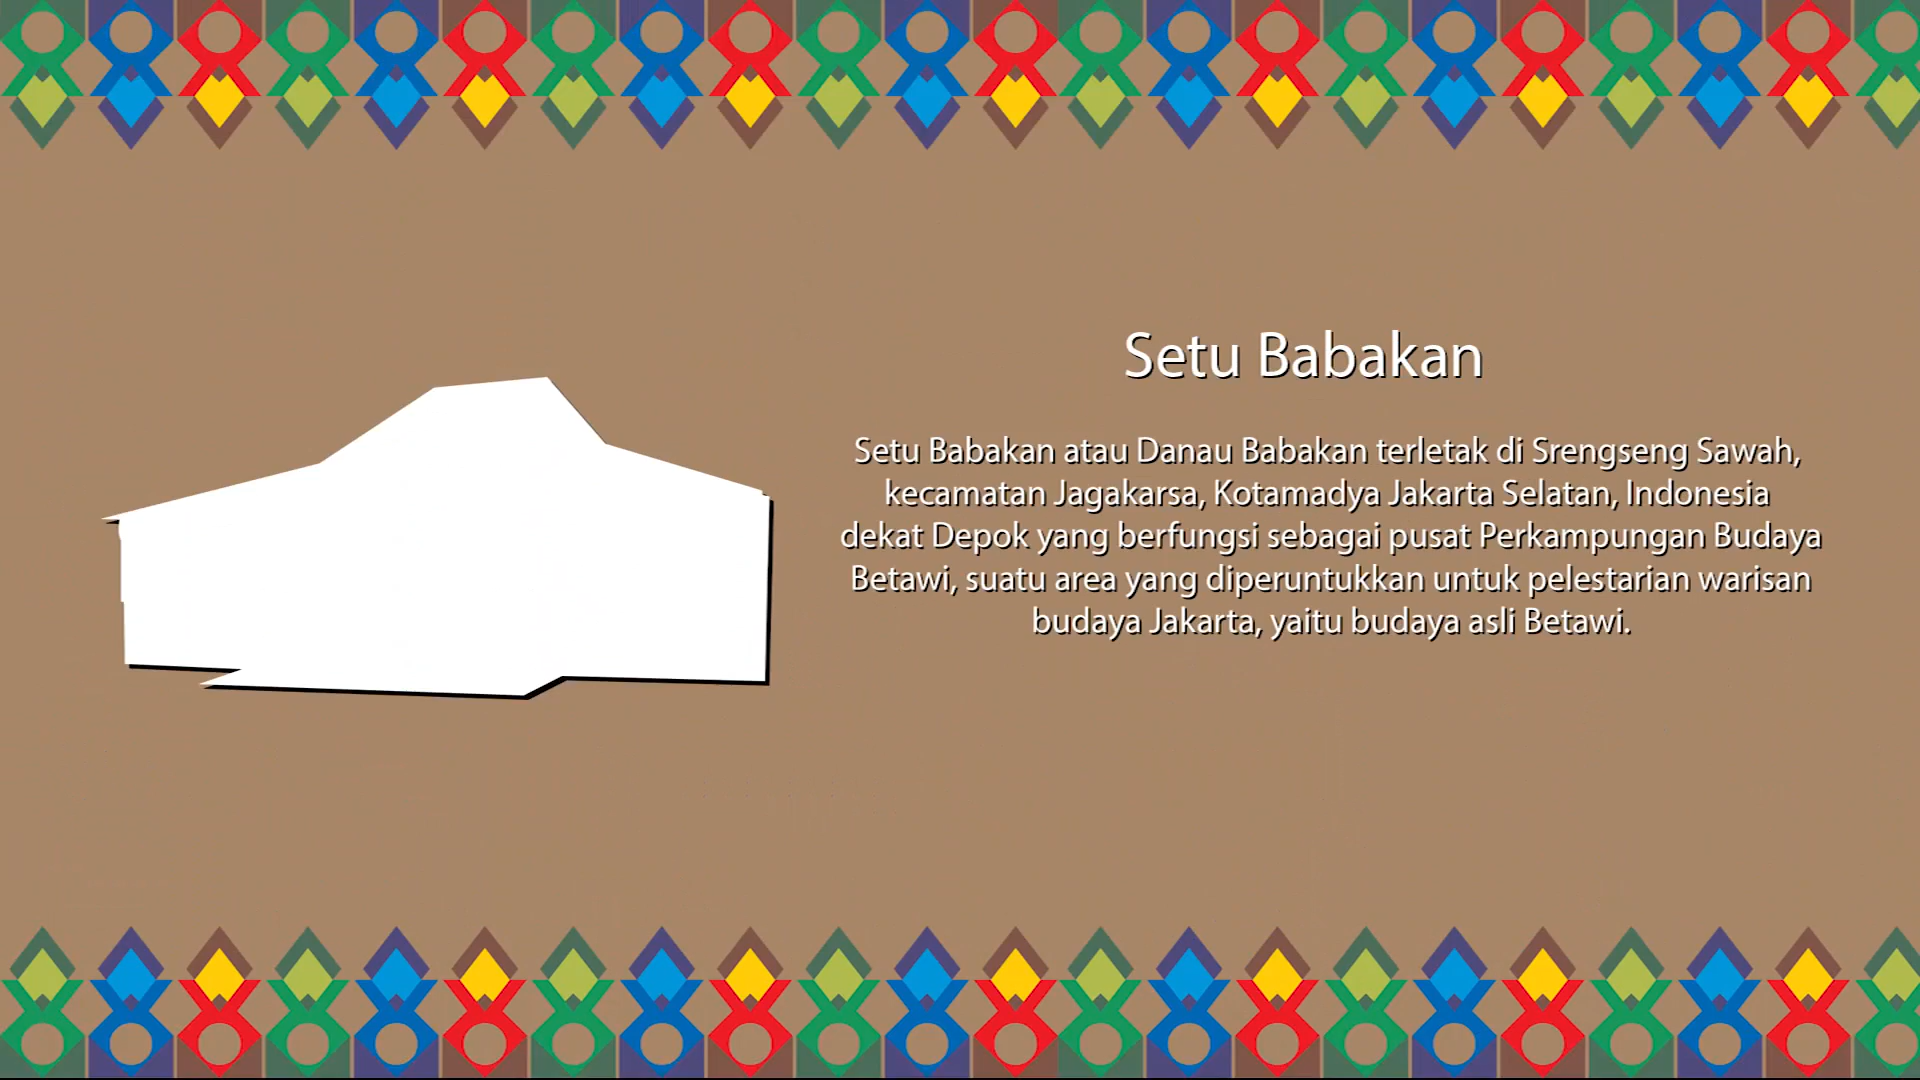 Setu Babakan
Setu Babakan atau Danau Babakan terletak di Srengseng Sawah,
kecamatan Jagakarsa, Kotamadya Jakarta Selatan, Indonesia
dekat Depok yang berfungsi sebagai pusat Perkampungan Budaya
Betawi, suatu area yang diperuntukkan untuk pelestarian warisan
budaya Jakarta, yaitu budaya asli Betawi.